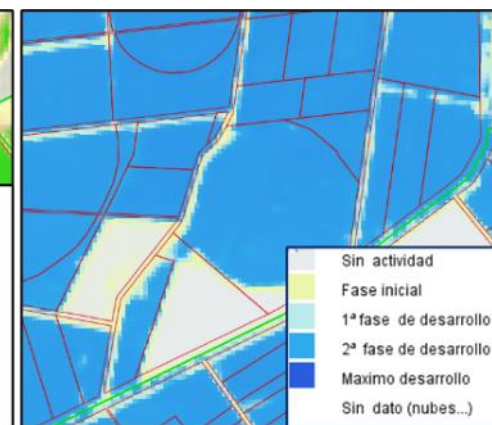 Sin actividad
Fase inicial
1ª fase de desarrollo
2ª fase de desarrollo
Maximo desarrollo
Sin dato (nubes...)